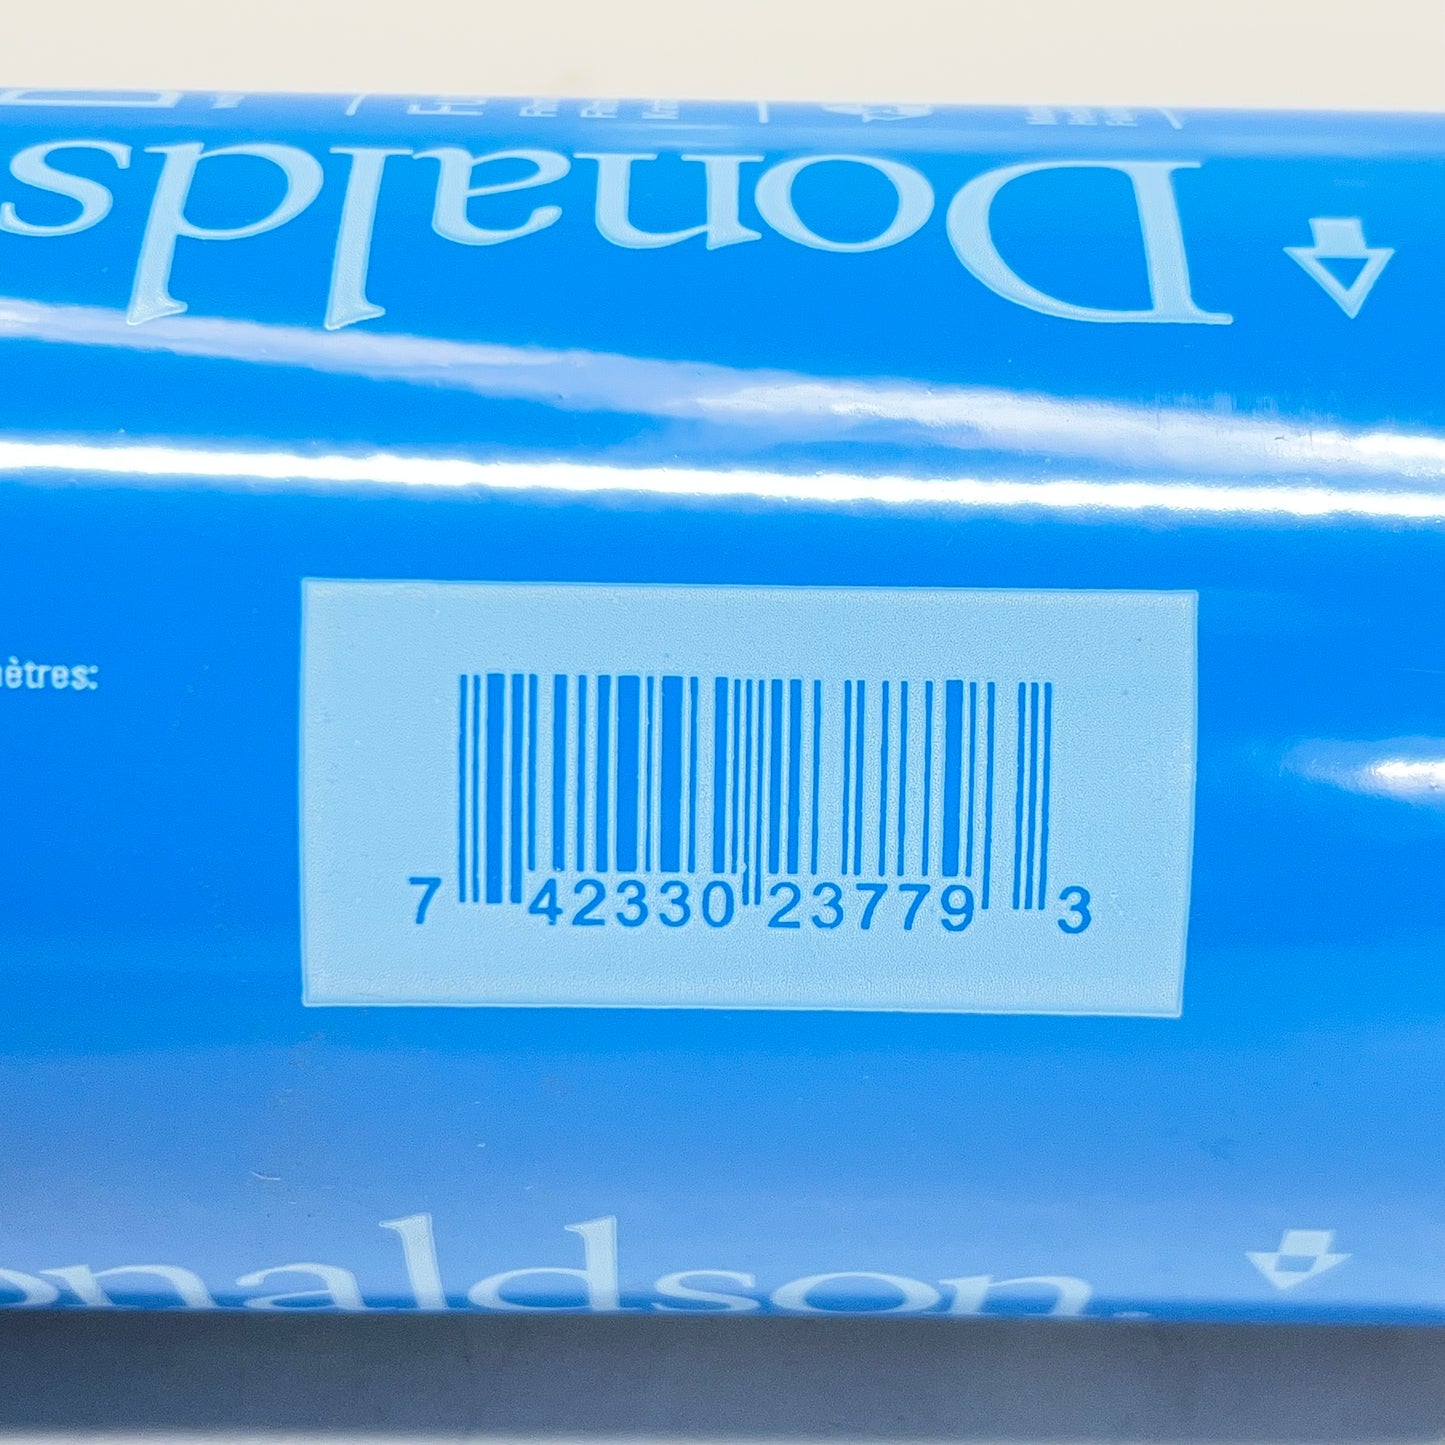 Donalds
ètres:
7 42330 23779 3
onaldson.